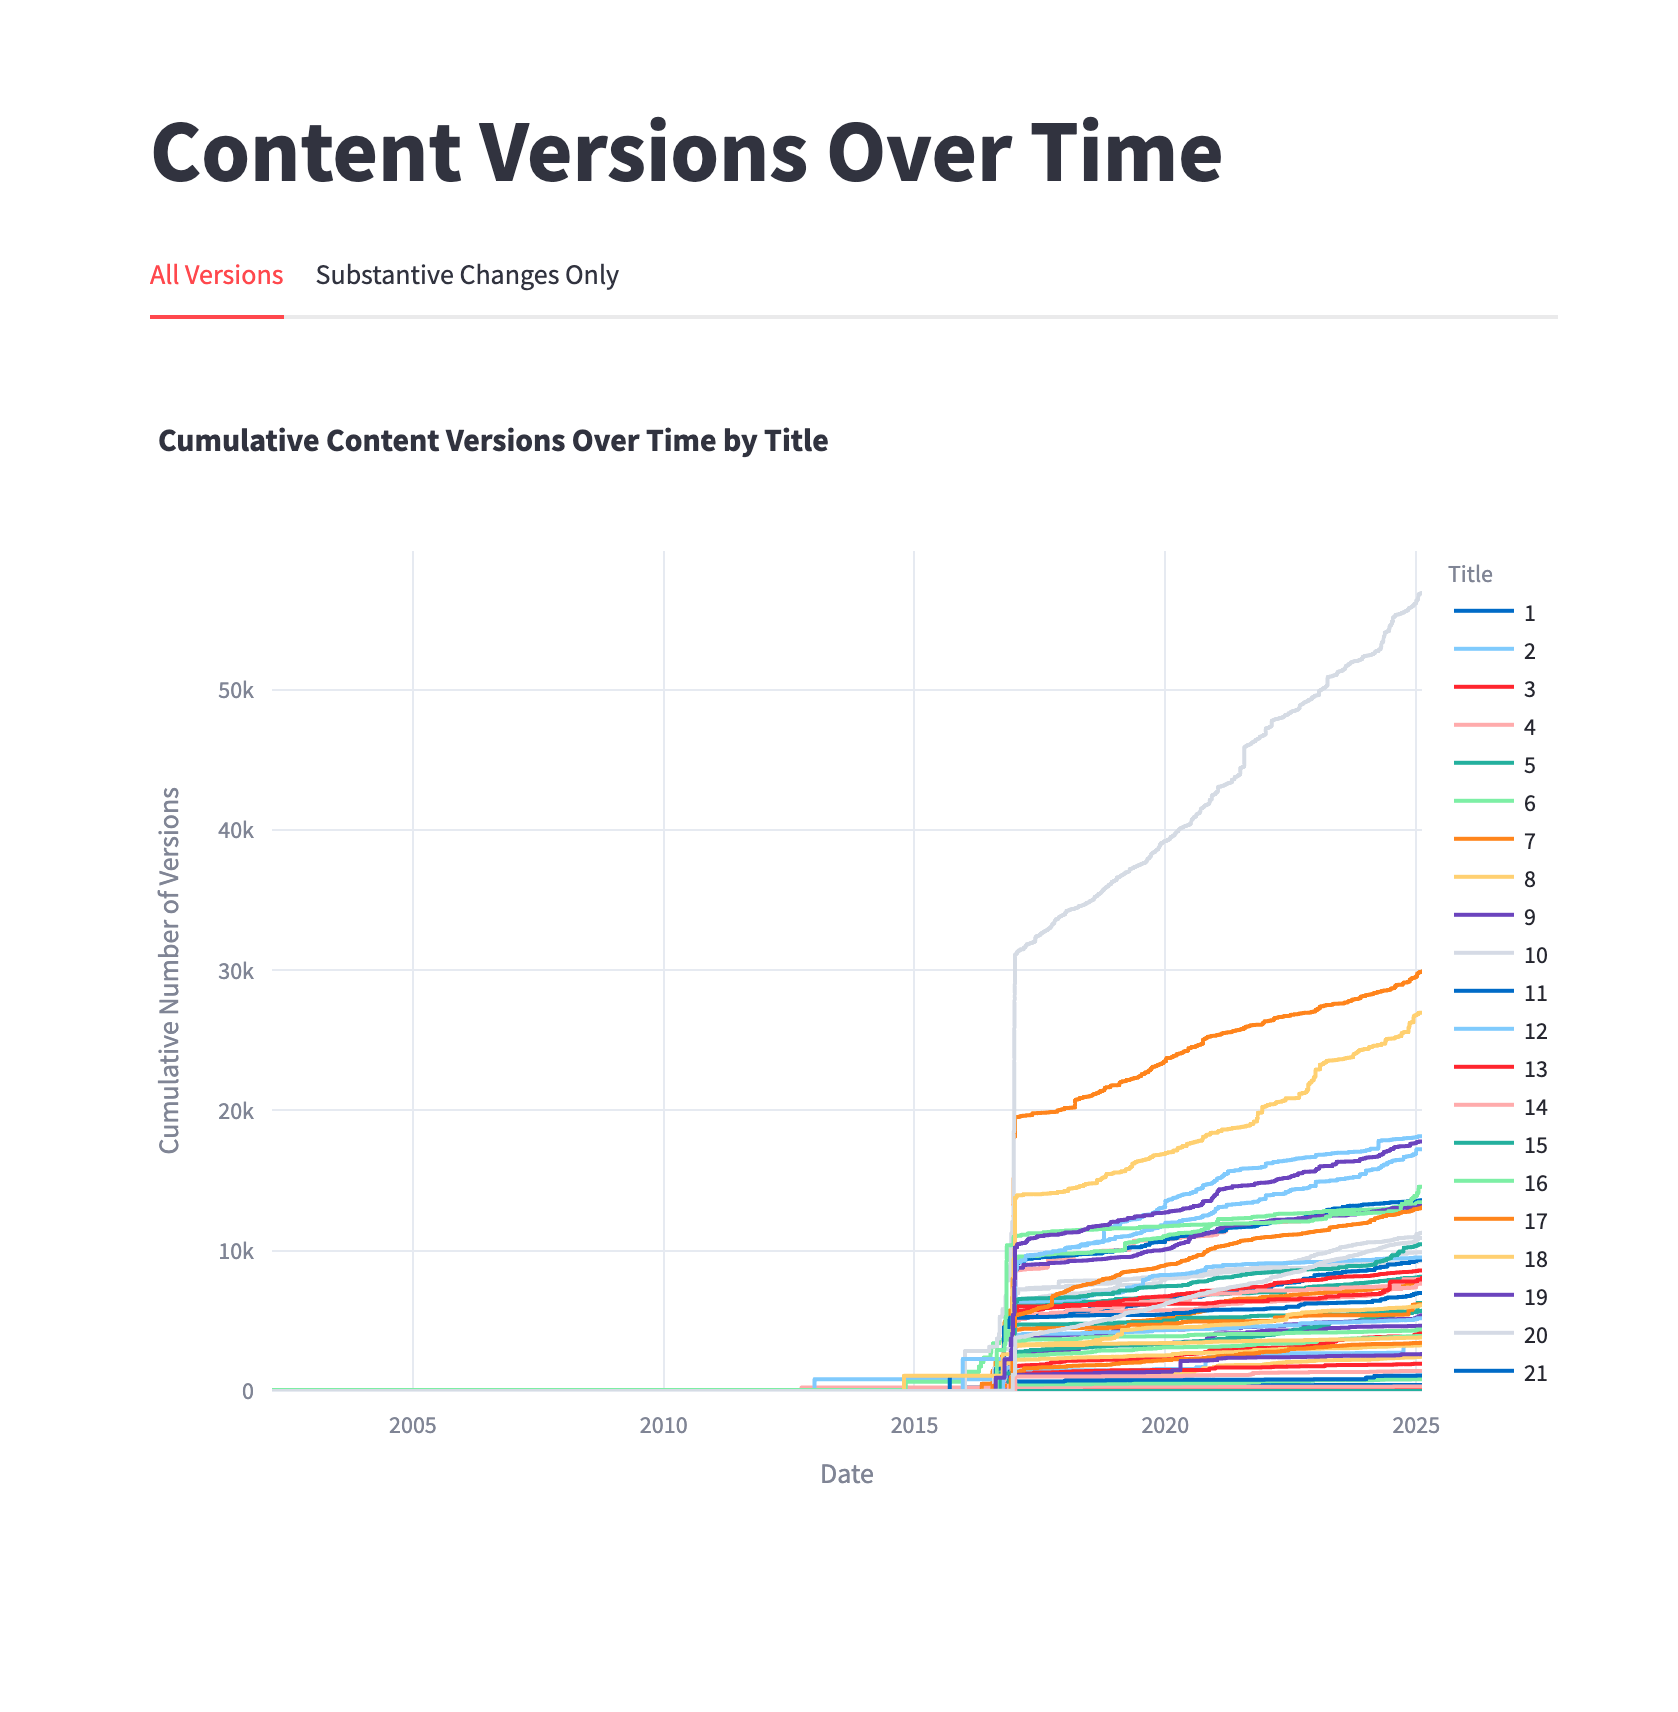 Content Versions Over Time
All Versions
Substantive Changes Only
Cumulative Content Versions Over Time by Title
Cumulative Number of Versions
50k
40k
30k
20k
10k
0
2005
2010
2015
2020
2025
Date
Title
1
2
3
4
5
6
7
8
9
10
11
12
13
14
15
16
17
18
19
20
21